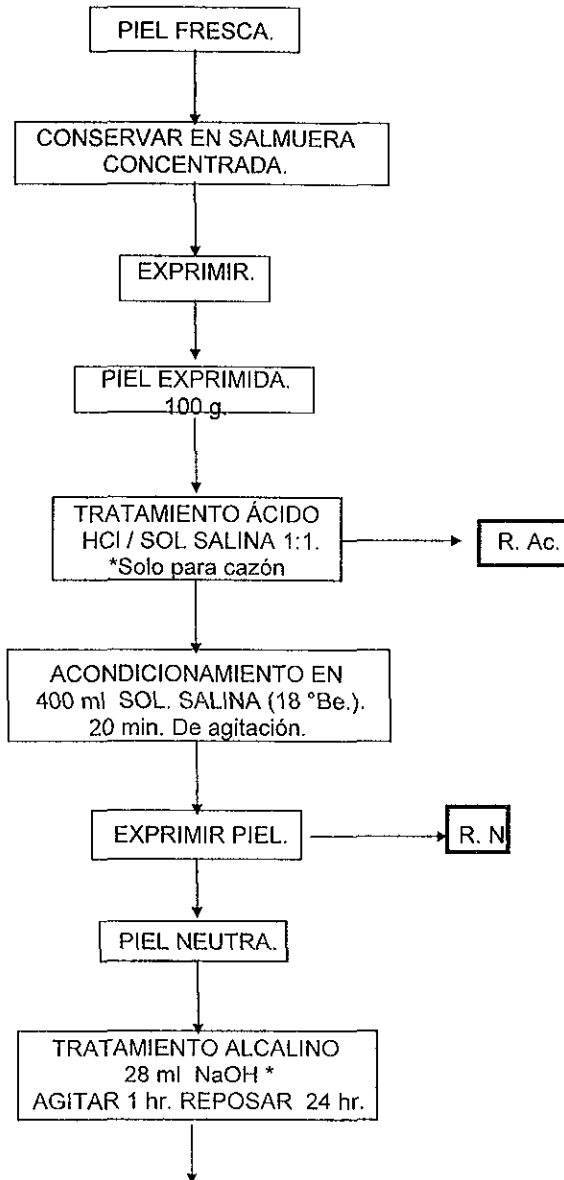 PIEL FRESCA.
CONSERVAR EN SALMUERA
CONCENTRADA.
EXPRIMIR.
PIEL EXPRIMIDA.
100 g.
TRATAMIENTO ÁCIDO
HCl / SOL SALINA 1:1.
*Solo para cazón
R. Ac.
ACONDICIONAMIENTO EN
400 ml SOL. SALINA (18 °Be.).
20 min. De agitación.
EXPRIMIR PIEL.
R. N
PIEL NEUTRA.
TRATAMIENTO ALCALINO
28 ml NaOH *
AGITAR 1 hr. REPOSAR 24 hr.